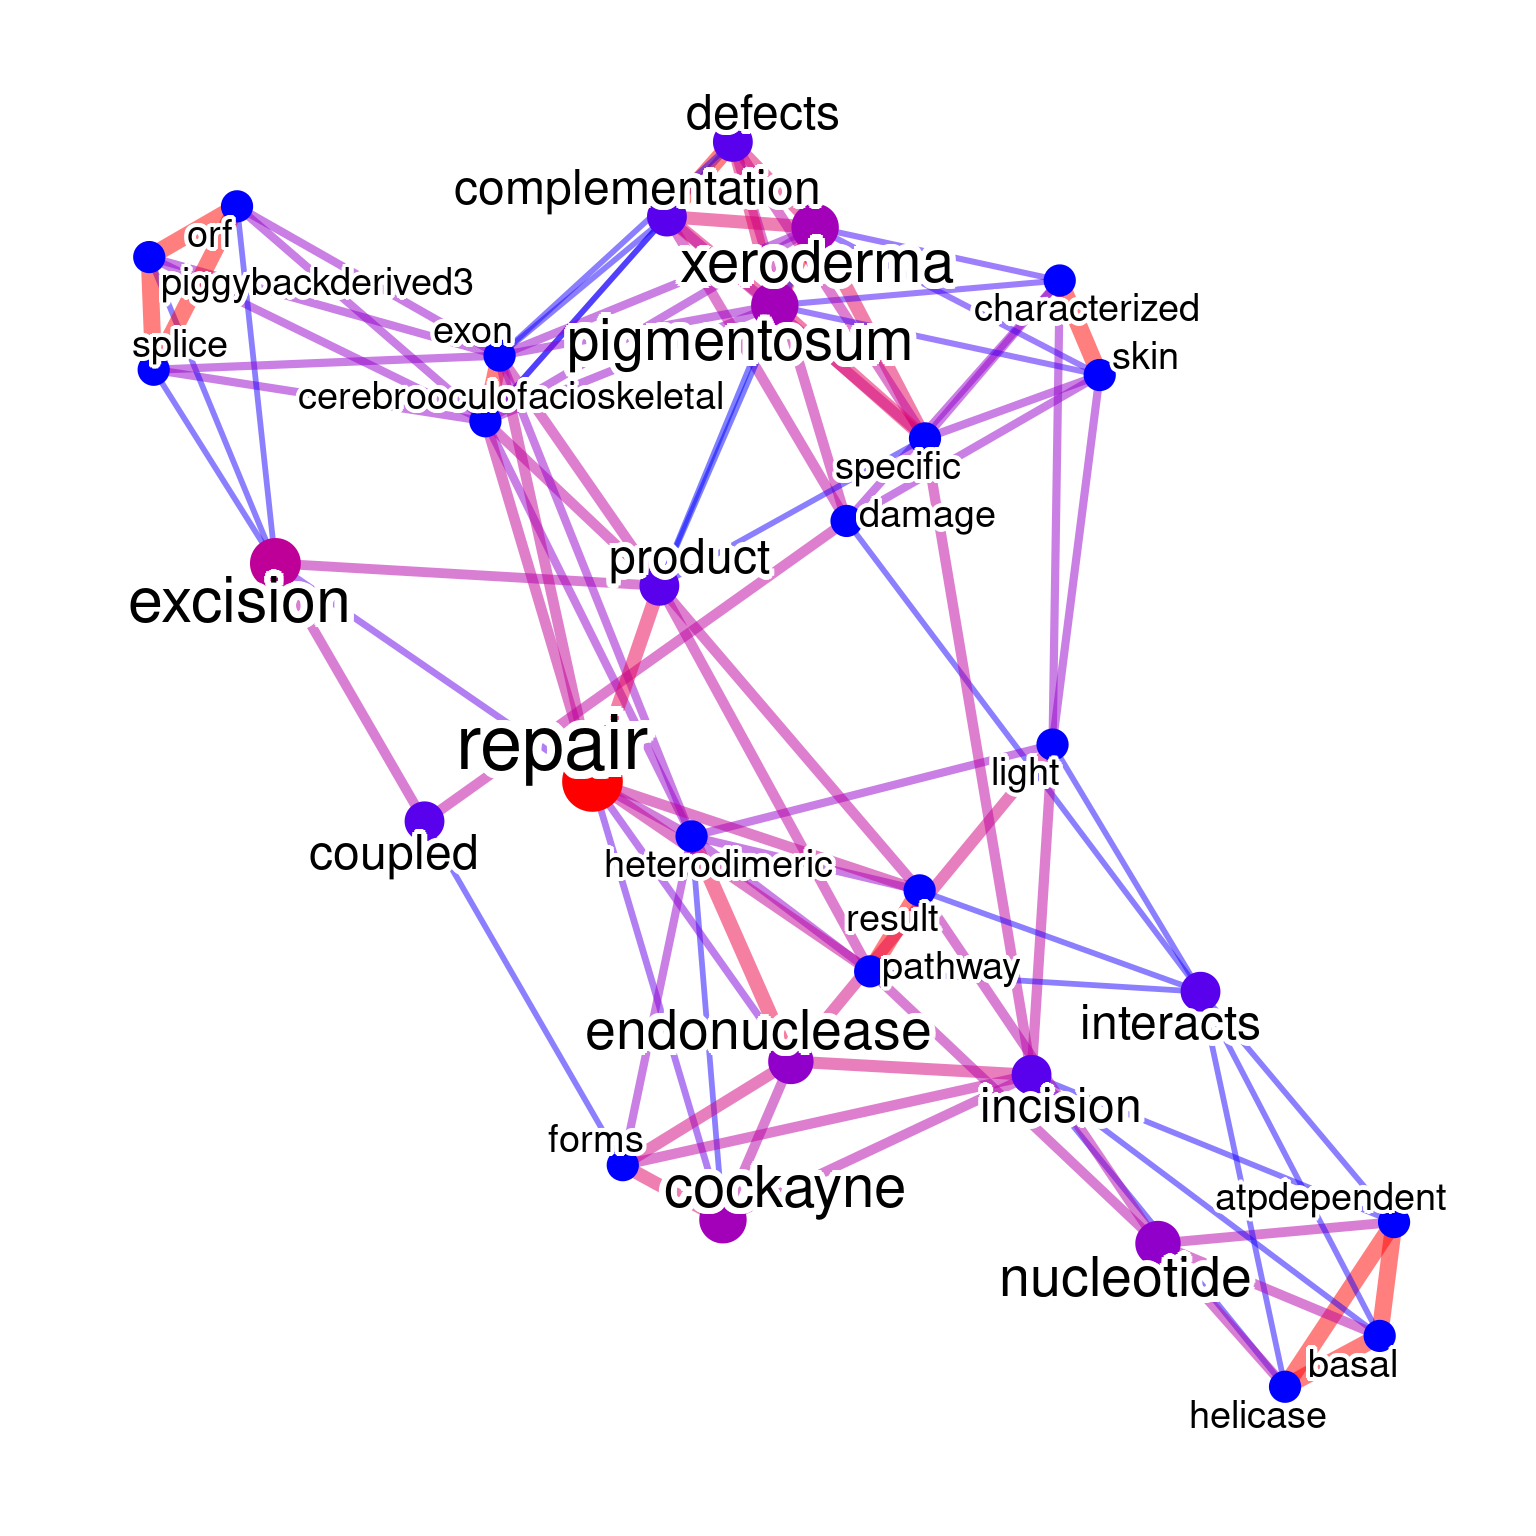 defects
complementation
orf
xeroderma
piggybackderived3
characterized
exon
splice
pigmentosum
skin
cerebrooculofacioskeletal
specific
damage
product
excision
repair
light
coupled
heterodimeric
result
pathway
endonuclease
interacts
incision
forms
cockayne
atpdependent
nucleotide
basal
helicase